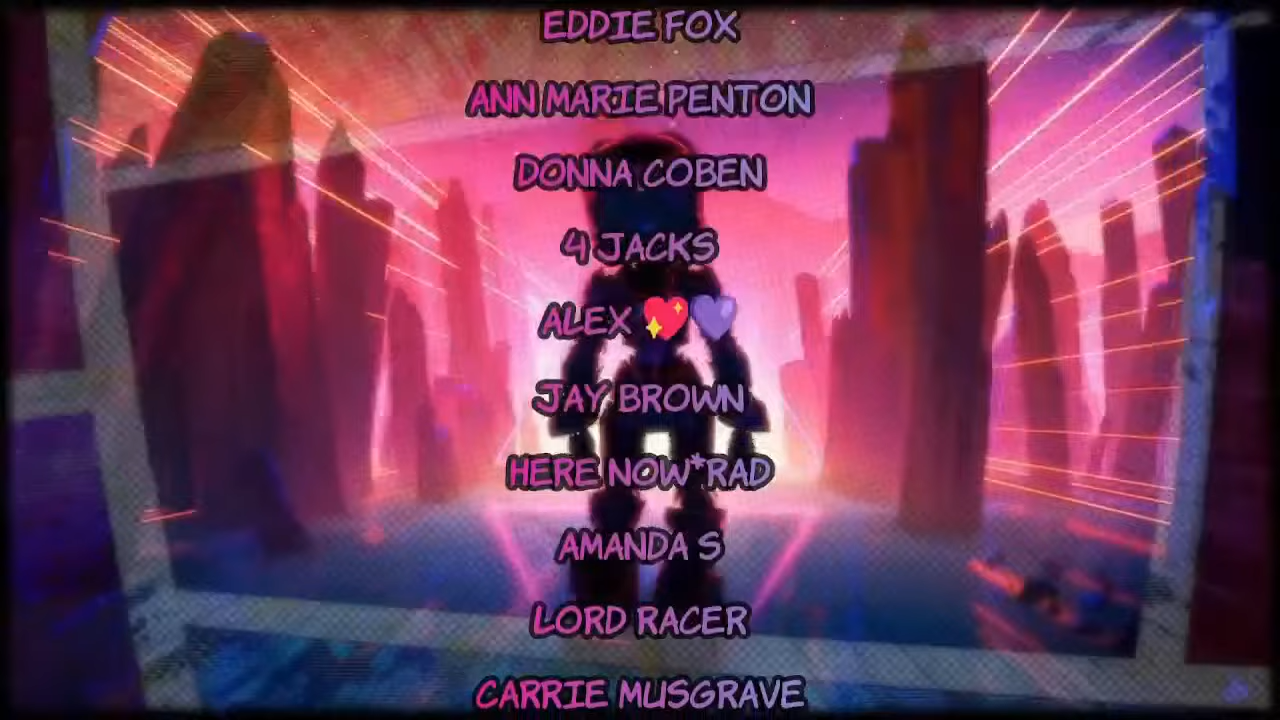 EDDIE FOX
ANN MARIE PENTON
DONNA COBEN
4 JACKS
ALEX 💖💜
JAY BROWN
HERE NOW*RAD
AMANDA S
LORD RACER
CARRIE MUSGRAVE